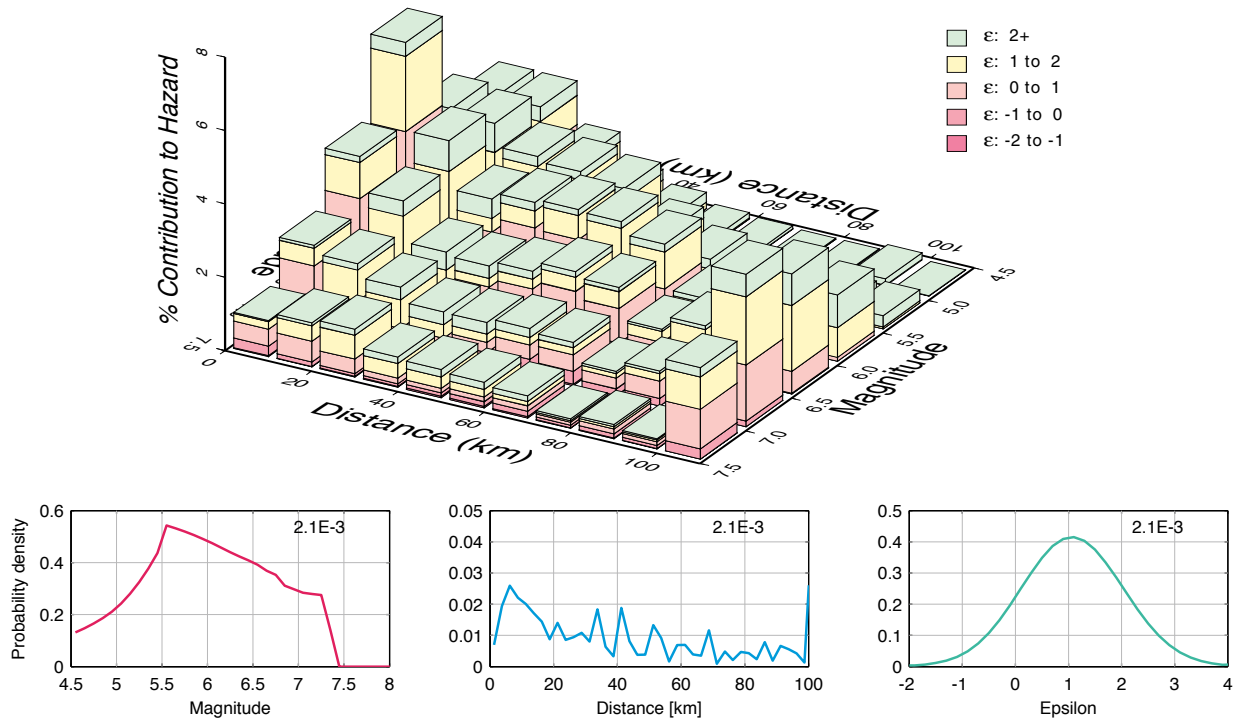 % Contribution to Hazard
8
6
4
2
7.5
0
20
40
60
80
100
Distance (km)
7.5
7.0
6.5
6.0
5.5
5.0
4.5
Magnitude
40
60
80
100
Distance (km)
e
ε: 2+
ε: 1 to 2
ε: 0 to 1
ε: -1 to 0
ε: -2 to -1
Probability density
0.6
0.4
0.2
0
2.1E-3
4.5 5 5.5 6 6.5 7 7.5 8
Magnitude
0.05
0.04
0.03
0.02
0.01
0
2.1E-3
0 20 40 60 80 100
Distance [km]
0.5
0.4
0.3
0.2
0.1
0
2.1E-3
-2 -1 0 1 2 3 4
Epsilon